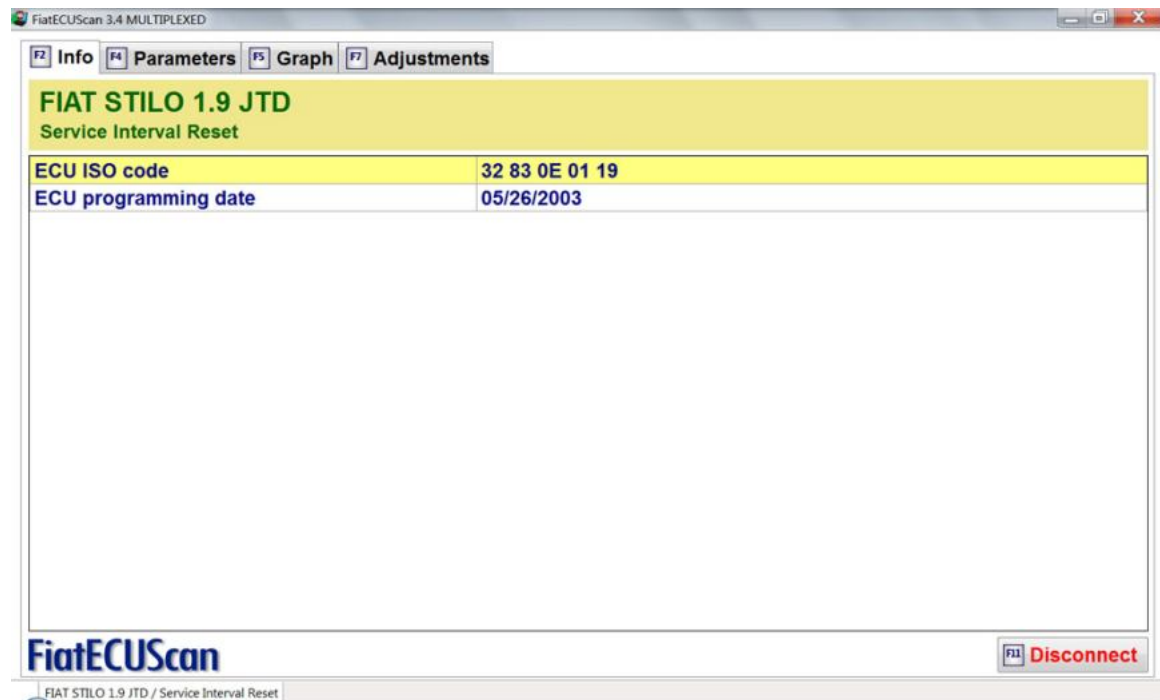 FiatECUScan 3.4 MULTIPLEXED
F2 Info F4 Parameters F5 Graph F7 Adjustments
FIAT STILO 1.9 JTD
Service Interval Reset
ECU ISO code 32 83 0E 01 19
ECU programming date 05/26/2003
FiatECUScan F11 Disconnect
FIAT STILO 1.9 JTD / Service Interval Reset